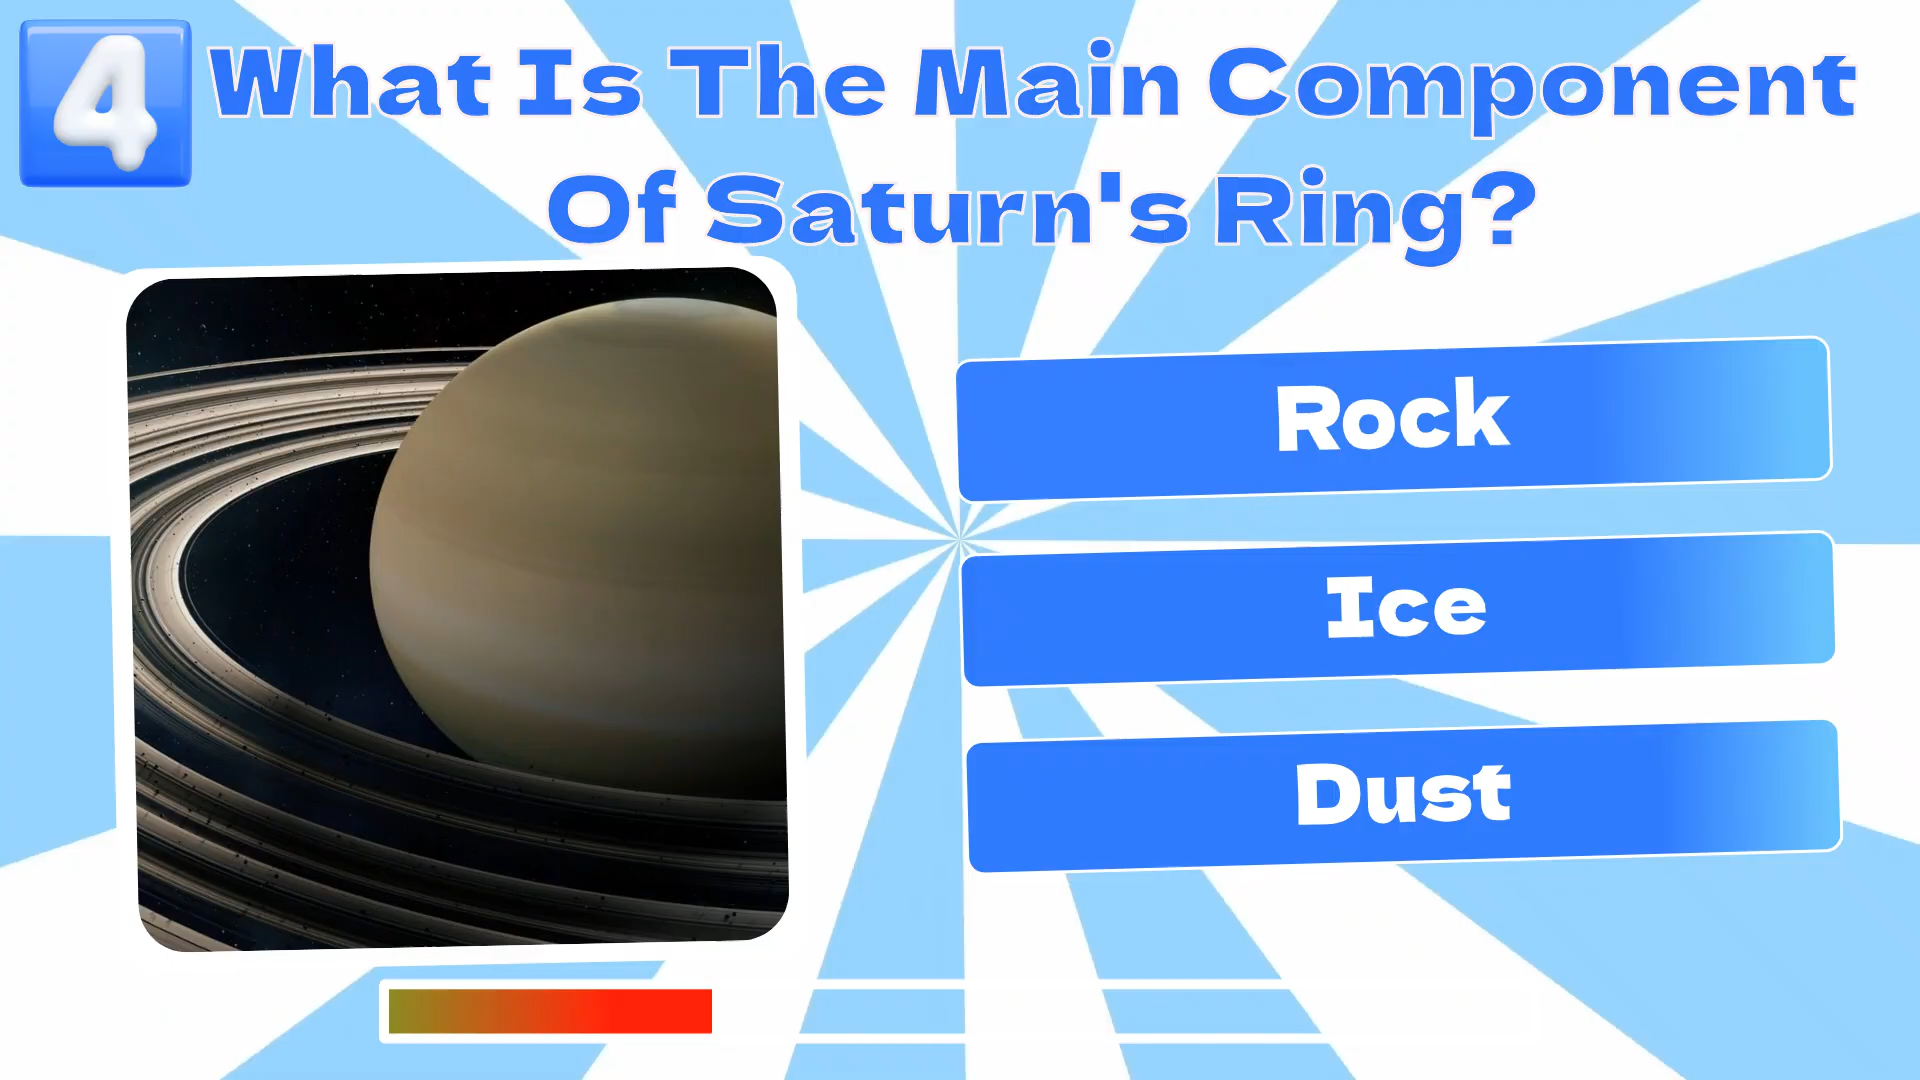 4
What Is The Main Component
Of Saturn's Ring?
Rock
Ice
Dust